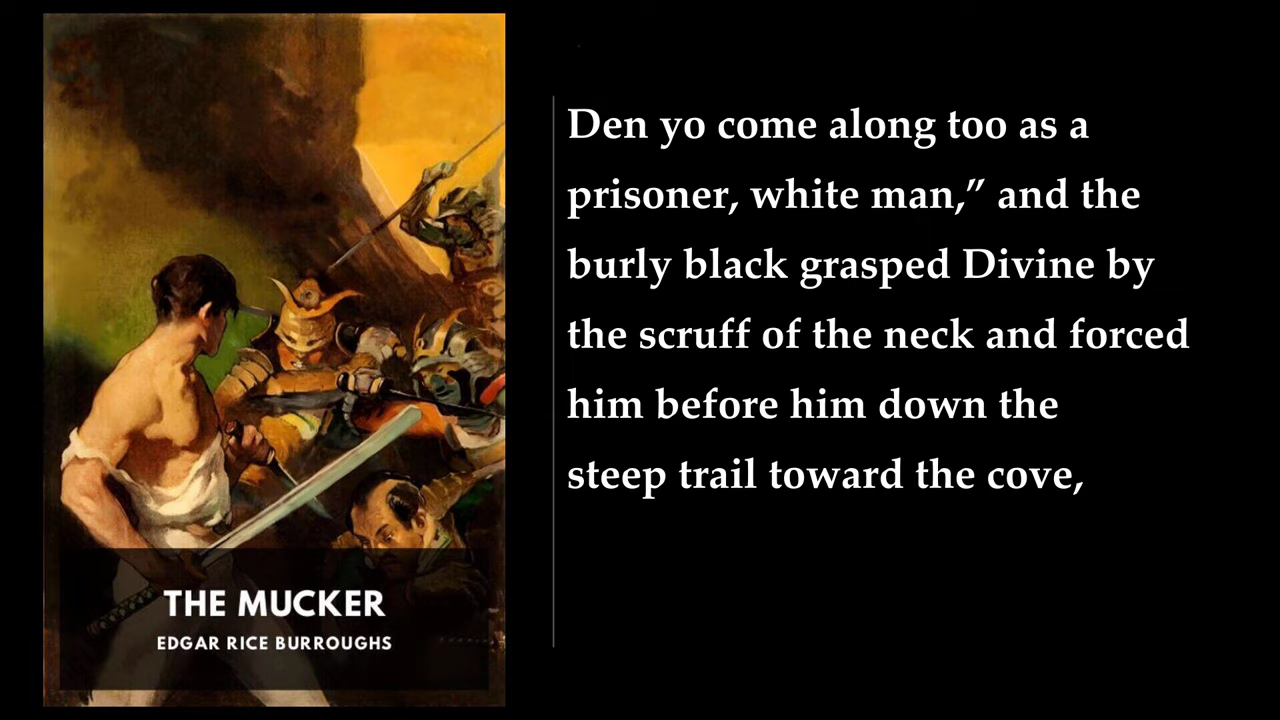 Den yo come along too as a
prisoner, white man,” and the
burly black grasped Divine by
the scruff of the neck and forced
him before him down the
steep trail toward the cove,
THE MUCKER
EDGAR RICE BURROUGHS